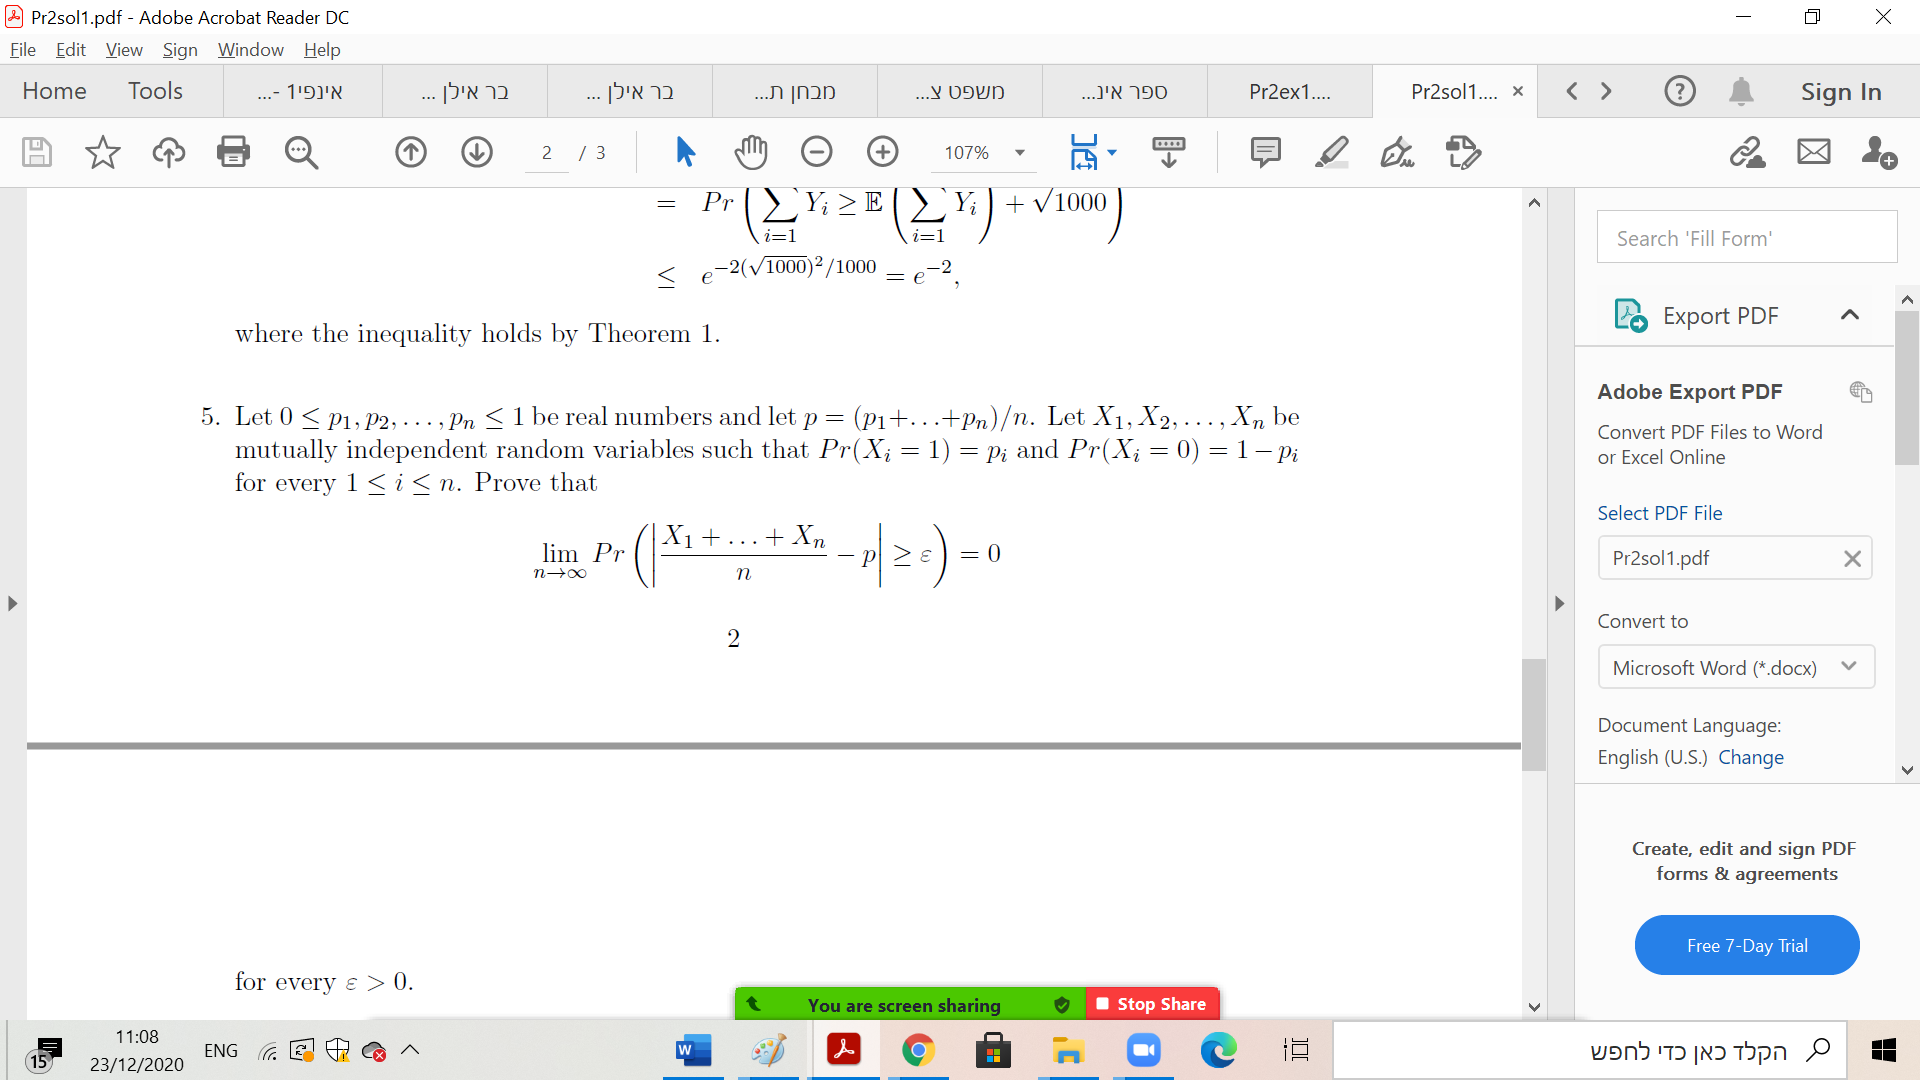 Pr2sol1.pdf - Adobe Acrobat Reader DC
File Edit View Sign Window Help
Home Tools אינפי1 -... בר אילן ... בר אילן ... מבחן ת... משפט צ... ספר אינ... Pr2ex1.... Pr2sol1.... × Sign In
2 / 3 107%
= Pr (∑ Y_i ≥ 𝔼 (∑ Y_i) + √1000)
i=1 i=1
≤ e^{-2(√1000)^2/1000} = e^{-2},
where the inequality holds by Theorem 1.
5. Let 0 ≤ p_1, p_2, . . . , p_n ≤ 1 be real numbers and let p = (p_1+. . .+p_n)/n. Let X_1, X_2, . . . , X_n be
mutually independent random variables such that Pr(X_i = 1) = p_i and Pr(X_i = 0) = 1 − p_i
for every 1 ≤ i ≤ n. Prove that
lim_{n→∞} Pr (|(X_1 + . . . + X_n)/n − p| ≥ ε) = 0
2
for every ε > 0.
Search 'Fill Form'
Export PDF
Adobe Export PDF
Convert PDF Files to Word
or Excel Online
Select PDF File
Pr2sol1.pdf
Convert to
Microsoft Word (*.docx)
Document Language:
English (U.S.) Change
Create, edit and sign PDF
forms & agreements
Free 7-Day Trial
You are screen sharing Stop Share
15 11:08 ENG
23/12/2020
הקלד כאן כדי לחפש